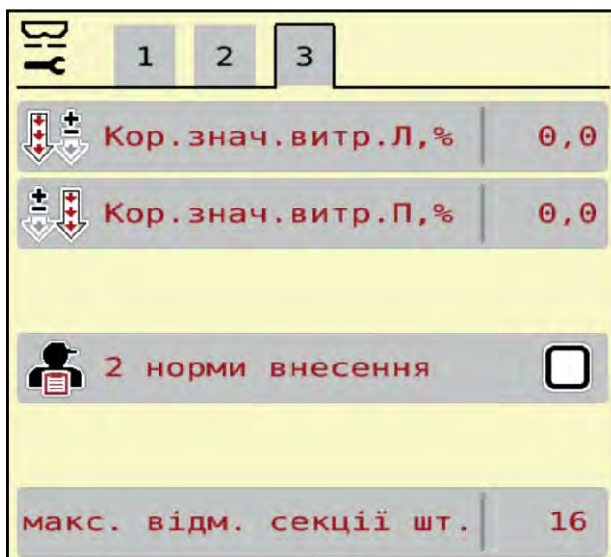 1 2 3
Кор.знач.витр.Л,% 0,0
Кор.знач.витр.П,% 0,0
2 норми внесення
макс. відм. секції шт. 16